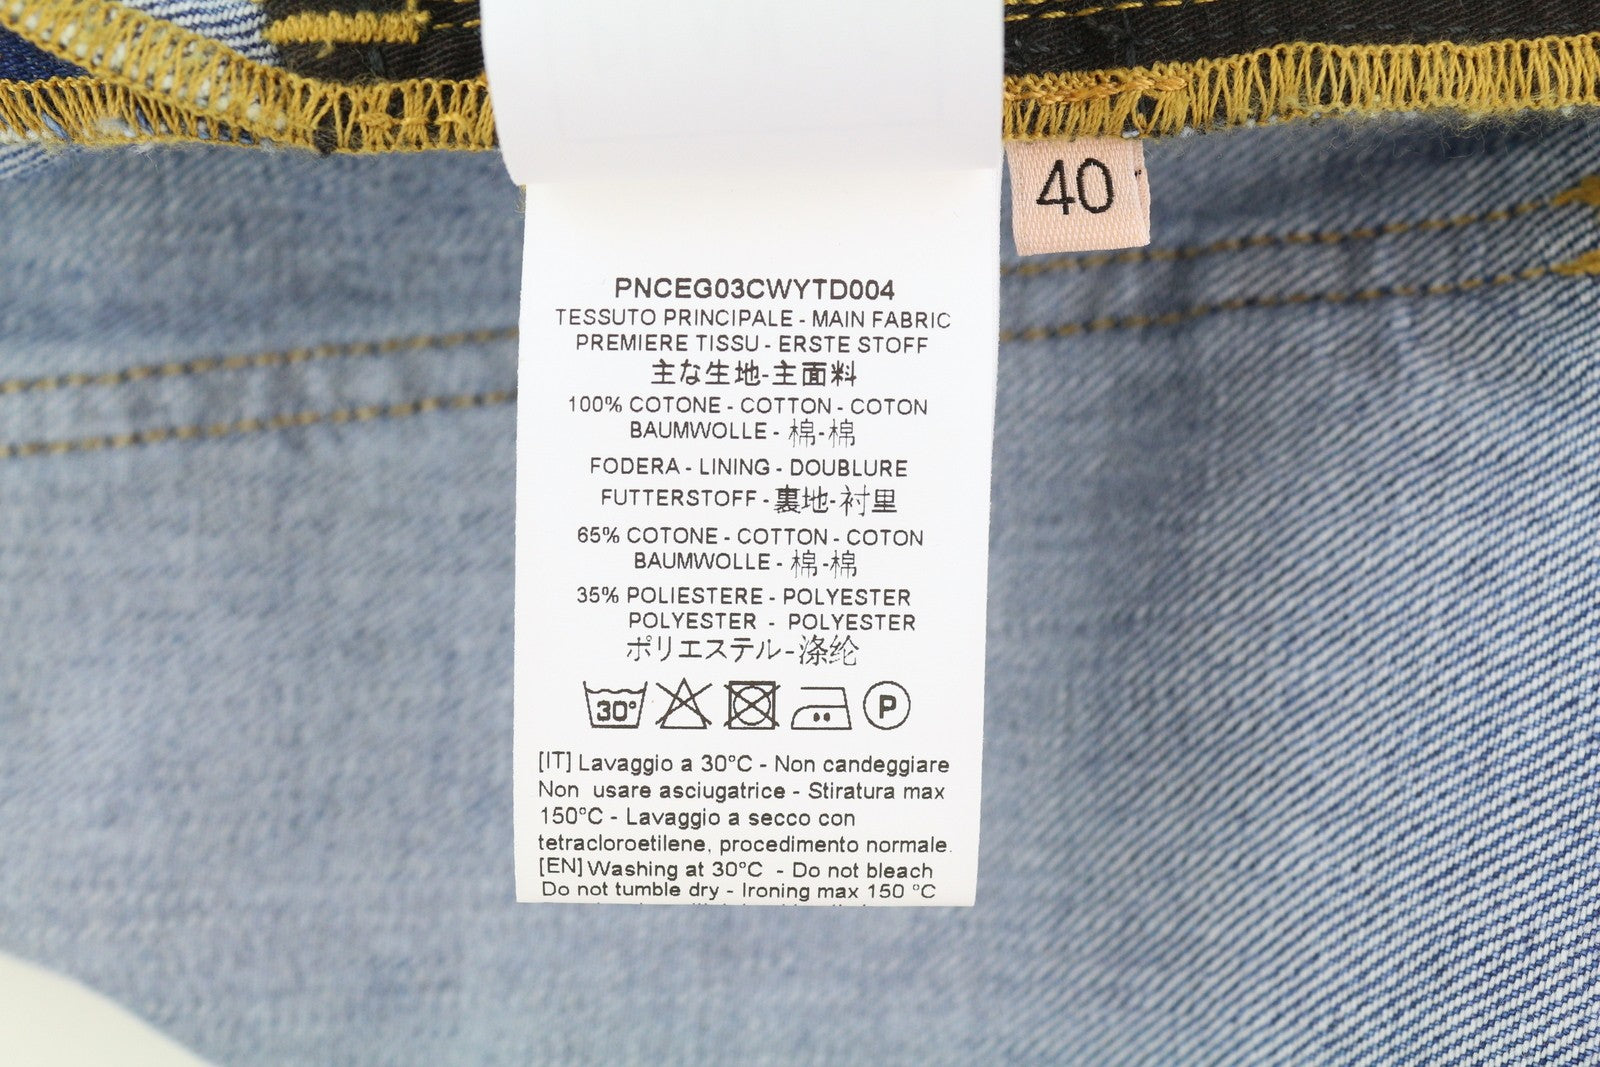 40
PNCEG03CWYTD004
TESSUTO PRINCIPALE - MAIN FABRIC
PREMIERE TISSU - ERSTE STOFF
主な生地-主面料
100% COTONE - COTTON - COTON
BAUMWOLLE - 棉-棉
FODERA - LINING - DOUBLURE
FUTTERSTOFF - 裏地-衬里
65% COTONE - COTTON - COTON
BAUMWOLLE - 棉-棉
35% POLIESTERE - POLYESTER
POLYESTER - POLYESTER
ポリエステル-涤纶
30° P
[IT] Lavaggio a 30°C - Non candeggiare
Non usare asciugatrice - Stiratura max
150°C - Lavaggio a secco con
tetracloroetilene, procedimento normale.
[EN] Washing at 30°C - Do not bleach
Do not tumble dry - Ironing max 150 °C